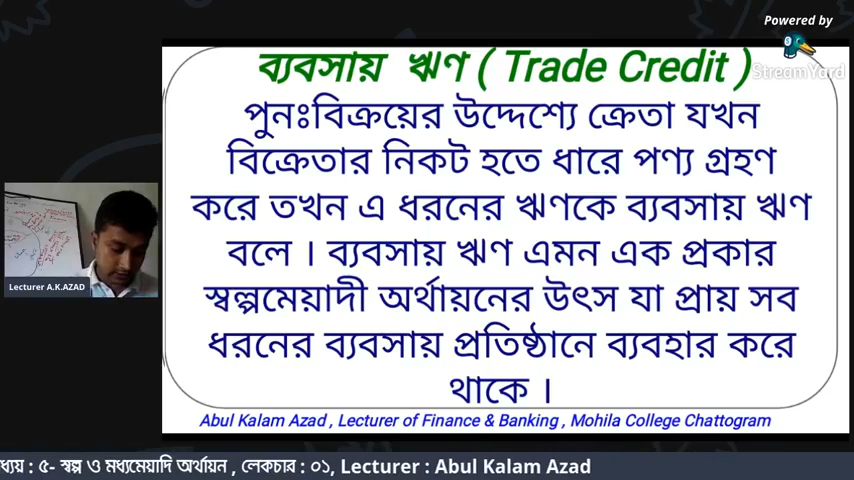 Powered by
StreamYard
ব্যবসায় ঋণ ( Trade Credit )
পুনঃবিক্রয়ের উদ্দেশ্যে ক্রেতা যখন
বিক্রেতার নিকট হতে ধারে পণ্য গ্রহণ
করে তখন এ ধরনের ঋণকে ব্যবসায় ঋণ
বলে । ব্যবসায় ঋণ এমন এক প্রকার
স্বল্পমেয়াদী অর্থায়নের উৎস যা প্রায় সব
ধরনের ব্যবসায় প্রতিষ্ঠানে ব্যবহার করে
থাকে ।
Lecturer A.K.AZAD
Abul Kalam Azad , Lecturer of Finance & Banking , Mohila College Chattogram
ধ্যয় : ৫- স্বল্প ও মধ্যমেয়াদি অর্থায়ন , লেকচার : ০১, Lecturer : Abul Kalam Azad